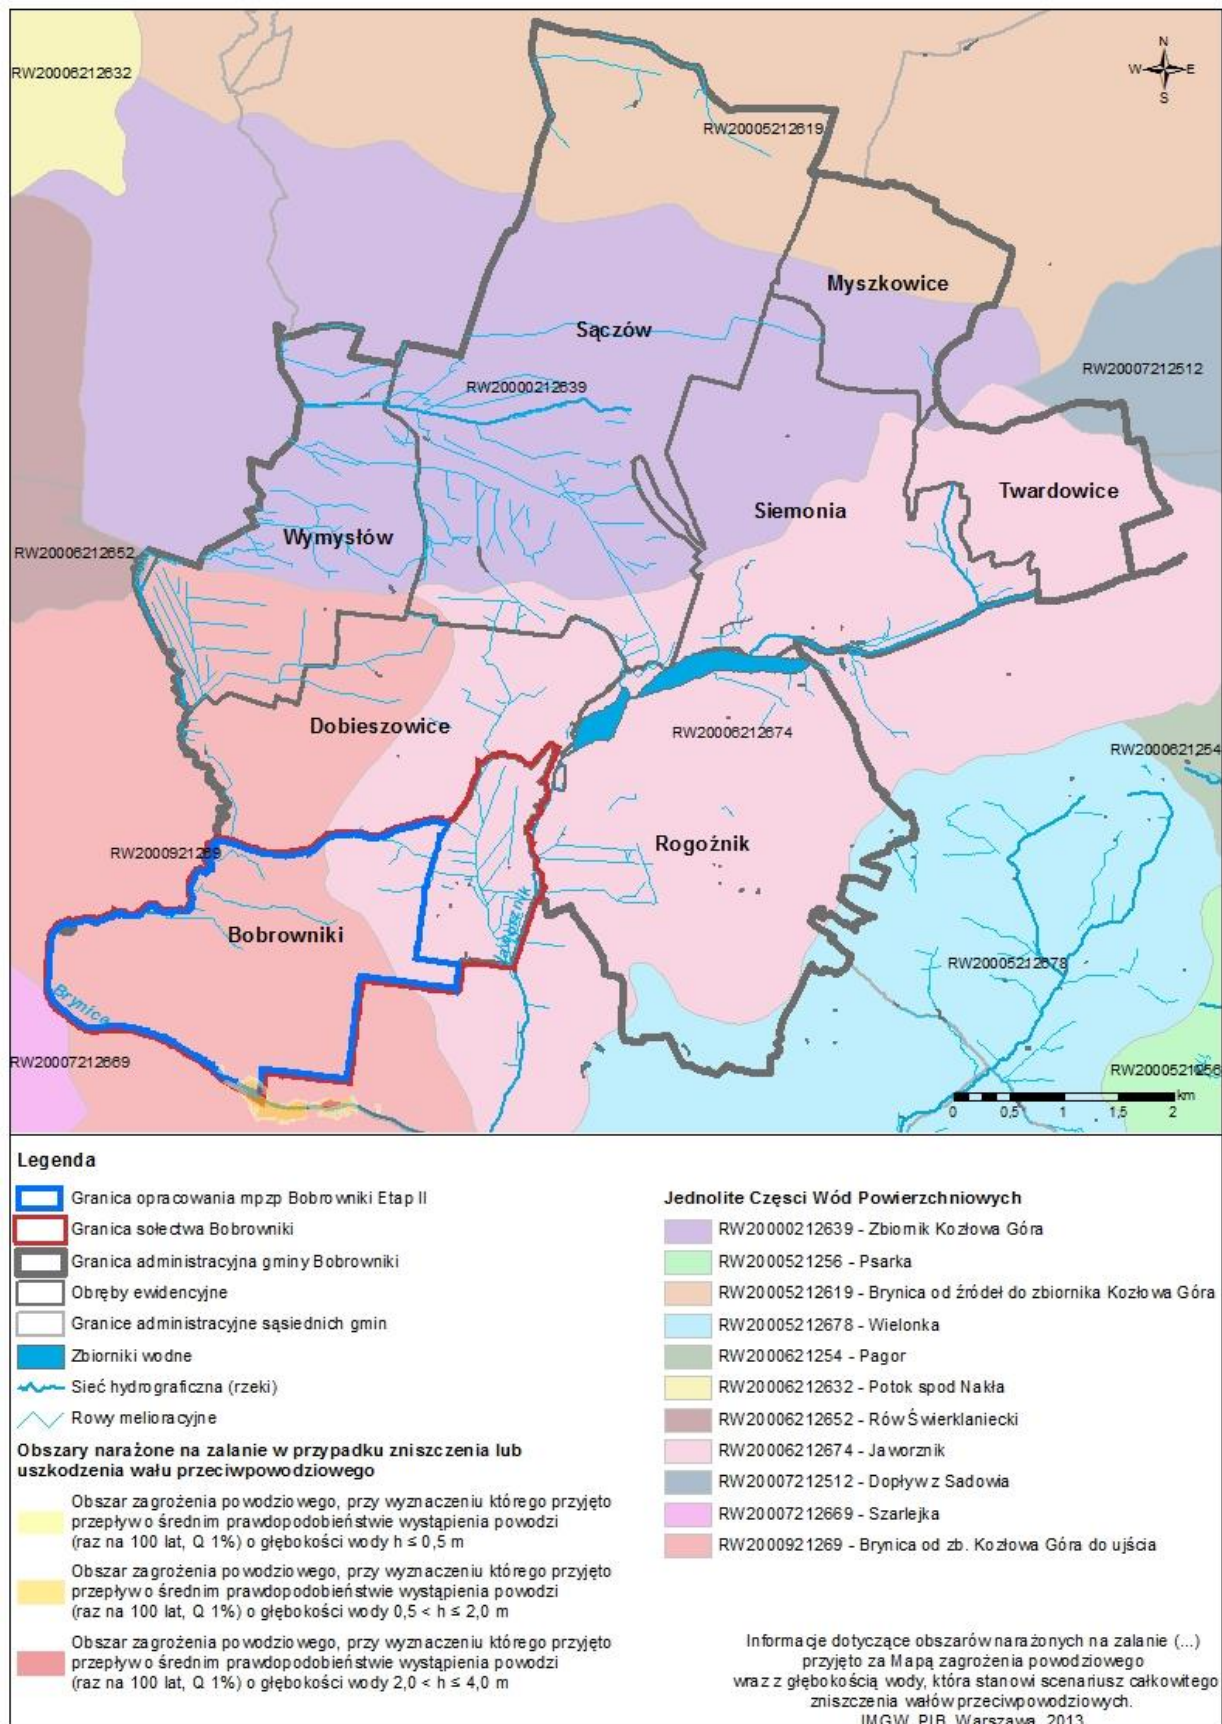 N
W E
S
RW20006212632
RW20005212619
Myszkowice
Sączów
RW20007212512
RW20000212639
Twardowice
Siemonia
Wymysłów
RW20006212652
Dobieszowice
RW20006212674
RW2000621254
Rogoźnik
RW2000921269
Jaworznik
Bobrowniki
RW20005212678
Brynica
RW20007212669
RW2000521256
km
0 0,5 1 1,5 2
Legenda
Granica opracowania mpzp Bobrowniki Etap II
Granica sołectwa Bobrowniki
Granica administracyjna gminy Bobrowniki
Obręby ewidencyjne
Granice administracyjne sąsiednich gmin
Zbiorniki wodne
Sieć hydrograficzna (rzeki)
Rowy melioracyjne
Obszary narażone na zalanie w przypadku zniszczenia lub
uszkodzenia wału przeciwpowodziowego
Obszar zagrożenia powodziowego, przy wyznaczeniu którego przyjęto
przepływ o średnim prawdopodobieństwie wystąpienia powodzi
(raz na 100 lat, Q 1%) o głębokości wody h ≤ 0,5 m
Obszar zagrożenia powodziowego, przy wyznaczeniu którego przyjęto
przepływ o średnim prawdopodobieństwie wystąpienia powodzi
(raz na 100 lat, Q 1%) o głębokości wody 0,5 < h ≤ 2,0 m
Obszar zagrożenia powodziowego, przy wyznaczeniu którego przyjęto
przepływ o średnim prawdopodobieństwie wystąpienia powodzi
(raz na 100 lat, Q 1%) o głębokości wody 2,0 < h ≤ 4,0 m
Jednolite Częsci Wód Powierzchniowych
RW20000212639 - Zbiornik Kozłowa Góra
RW2000521256 - Psarka
RW20005212619 - Brynica od źródeł do zbiornika Kozłowa Góra
RW20005212678 - Wielonka
RW2000621254 - Pagor
RW20006212632 - Potok spod Nakła
RW20006212652 - Rów Świerklaniecki
RW20006212674 - Jaworznik
RW20007212512 - Dopływ z Sadowia
RW20007212669 - Szarlejka
RW2000921269 - Brynica od zb. Kozłowa Góra do ujścia
Informacje dotyczące obszarów narażonych na zalanie (...)
przyjęto za Mapą zagrożenia powodziowego
wraz z głębokością wody, która stanowi scenariusz całkowitego
zniszczenia wałów przeciwpowodziowych.
IMGW, PIB, Warszawa, 2013